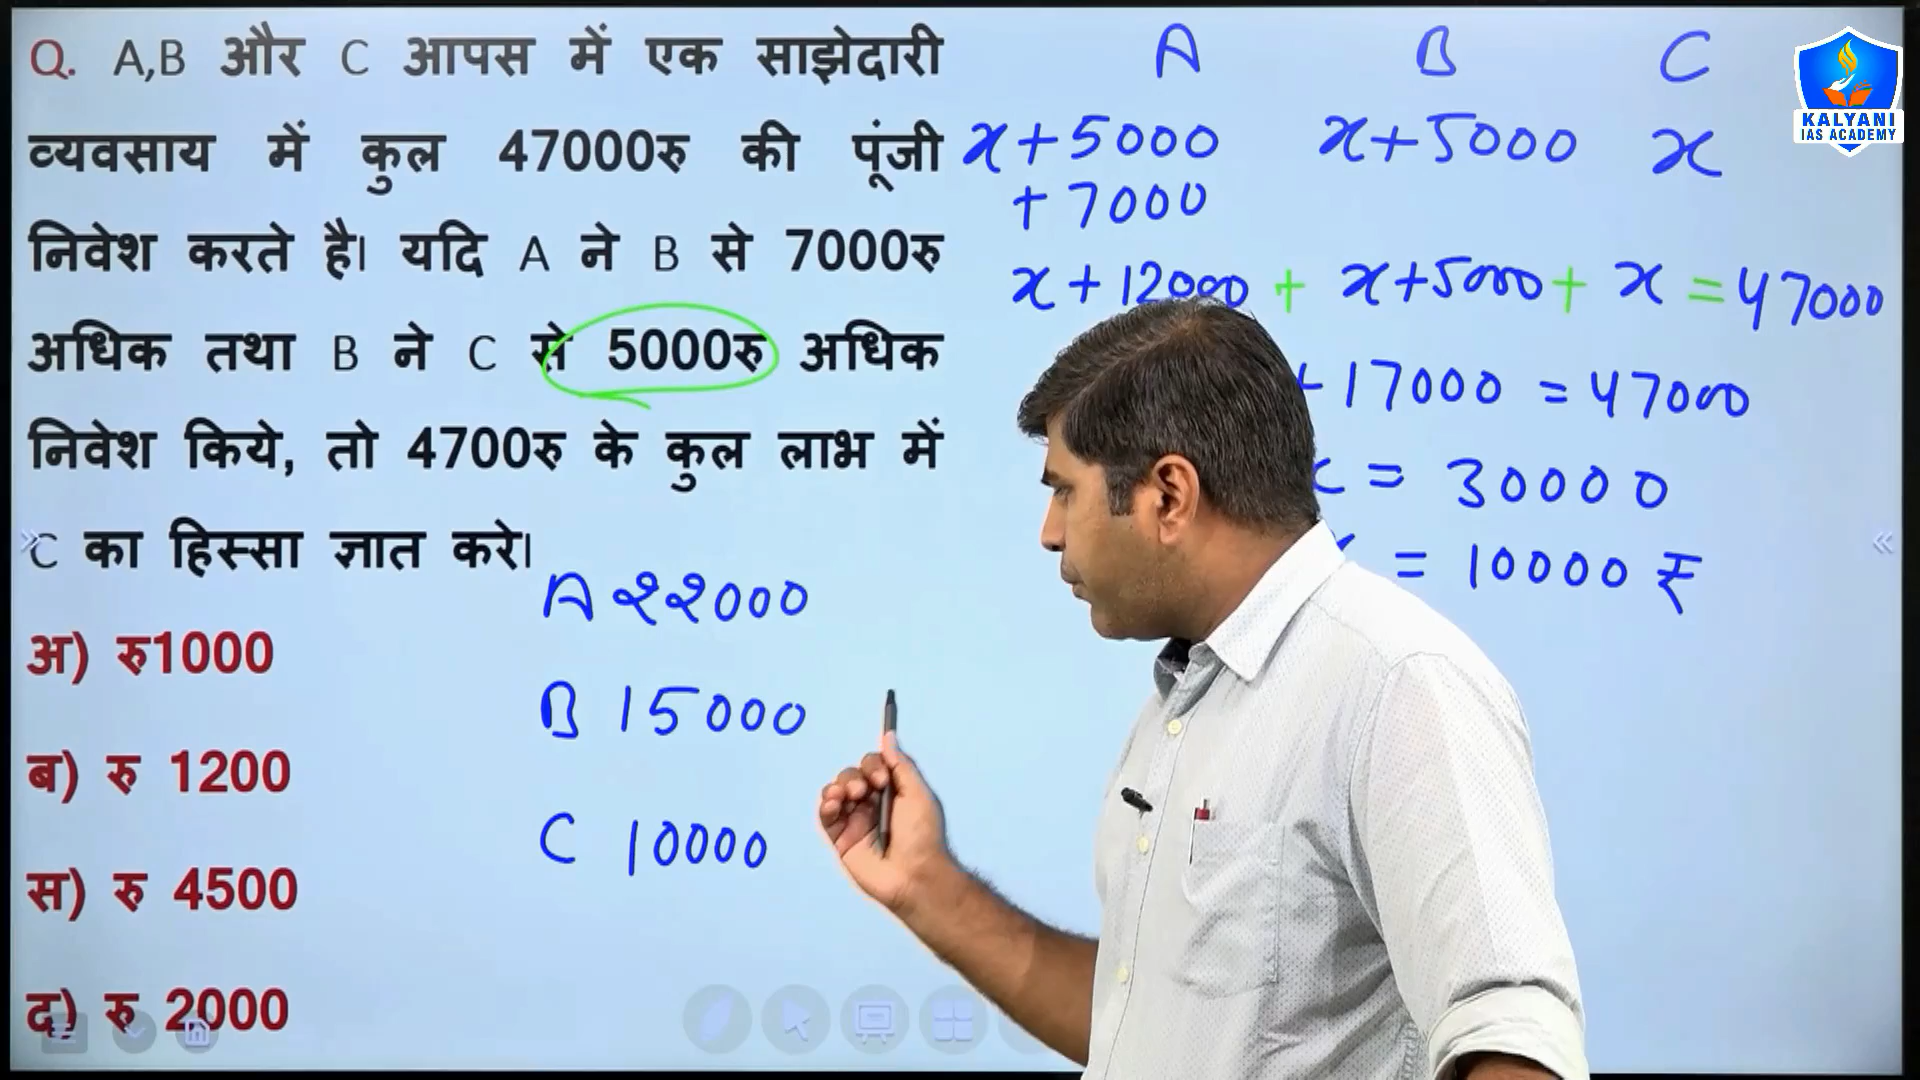 Q. A,B और C आपस में एक साझेदारी
व्यवसाय में कुल 47000रु की पूंजी
निवेश करते है। यदि A ने B से 7000रु
अधिक तथा B ने C से 5000रु अधिक
निवेश किये, तो 4700रु के कुल लाभ में
C का हिस्सा ज्ञात करे।
अ) रु1000
ब) रु 1200
स) रु 4500
द) रु 2000
A 22000
B 15000
C 10000
A B C
x+5000 x+5000 x
+7000
x+12000 + x+5000 + x = 47000
+17000 = 47000
= 30000
= 10000 ₹
KALYANI
IAS ACADEMY